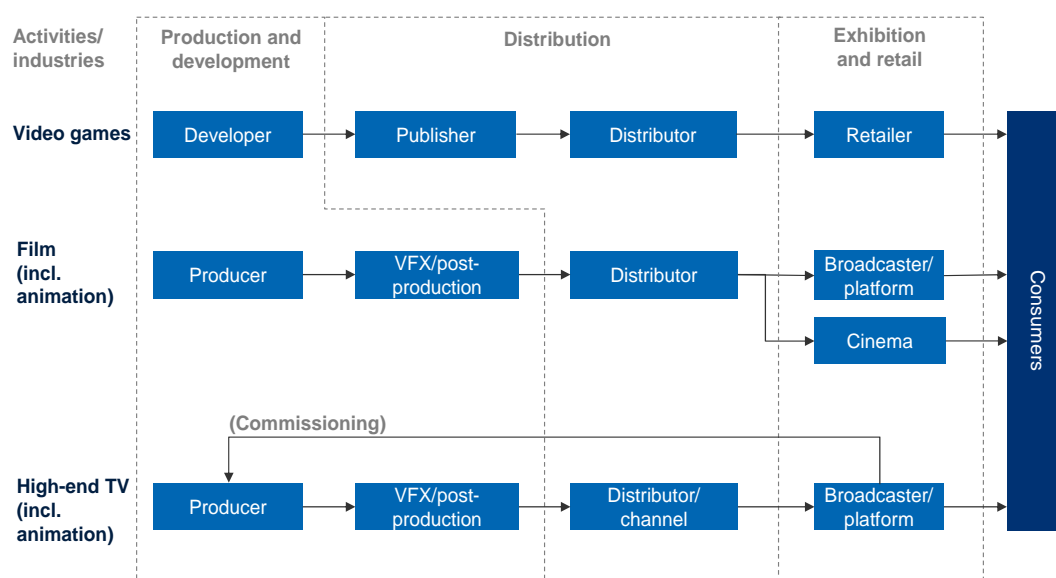 Activities/
industries
Production and
development
Distribution
Exhibition
and retail
Video games
Developer
Publisher
Distributor
Retailer
Film
(incl.
animation)
Producer
VFX/post-
production
Distributor
Broadcaster/
platform
Cinema
Consumers
(Commissioning)
High-end TV
(incl.
animation)
Producer
VFX/post-
production
Distributor/
channel
Broadcaster/
platform